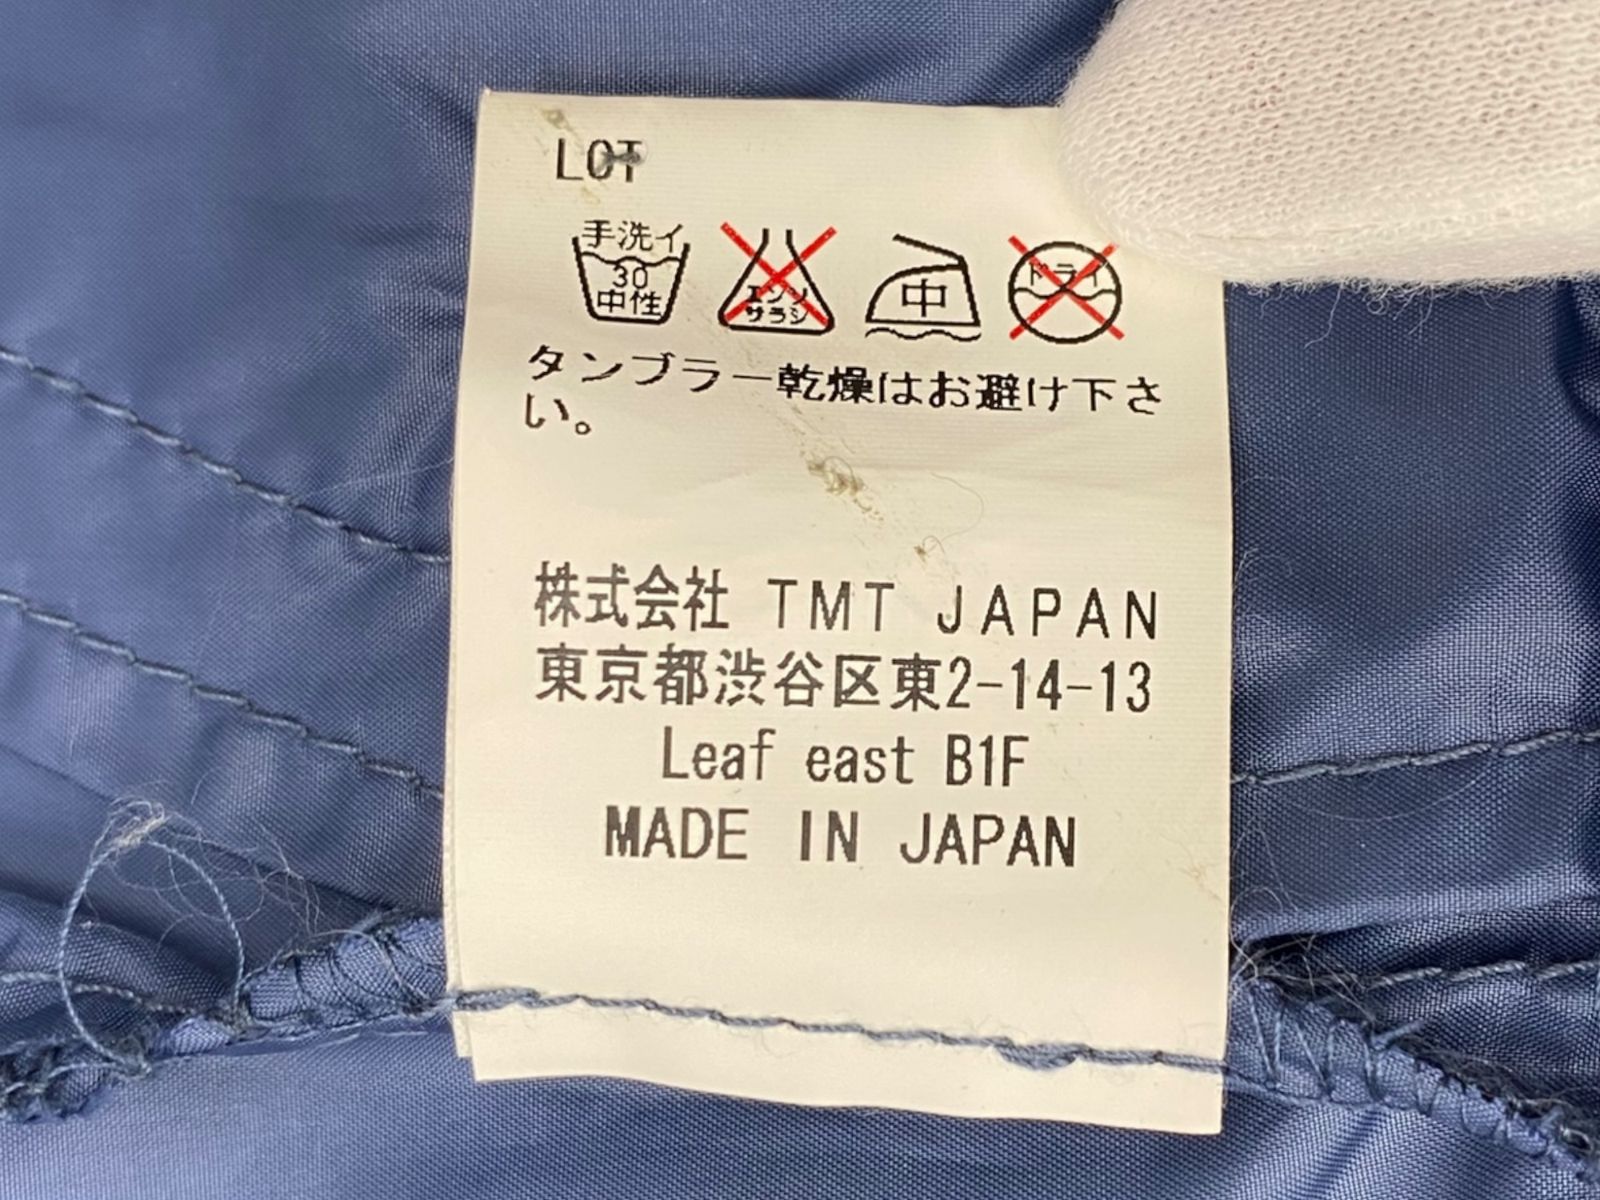 LOT
手洗イ
30
中性
エンソ
サラシ
中
ドライ
タンブラー乾燥はお避け下さ
い。
株式会社 TMT JAPAN
東京都渋谷区東2-14-13
Leaf east B1F
MADE IN JAPAN